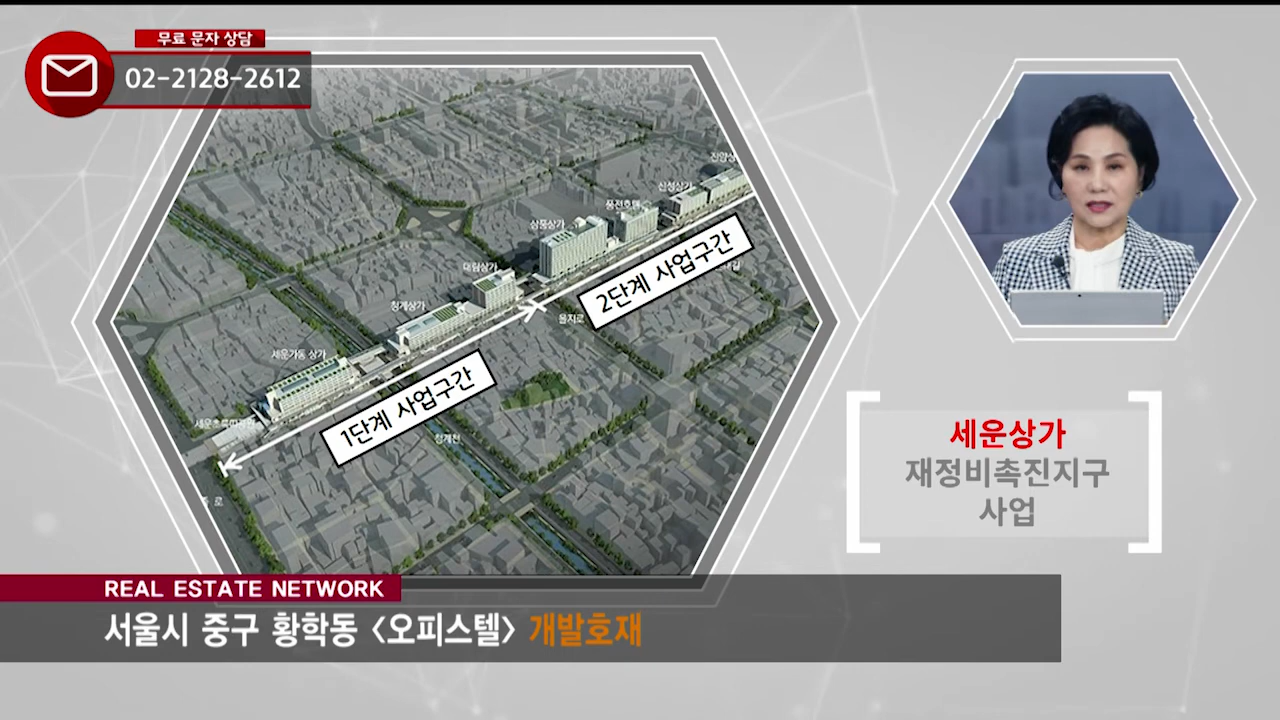 무료 문자 상담
02-2128-2612
진양상
신성상가
풍전호텔
삼풍상가
대림상가
2단계 사업구간
청계상가
을지로
세운가동 상가
1단계 사업구간
청계천
세운상가
재정비촉진지구
사업
REAL ESTATE NETWORK
서울시 중구 황학동 <오피스텔> 개발호재